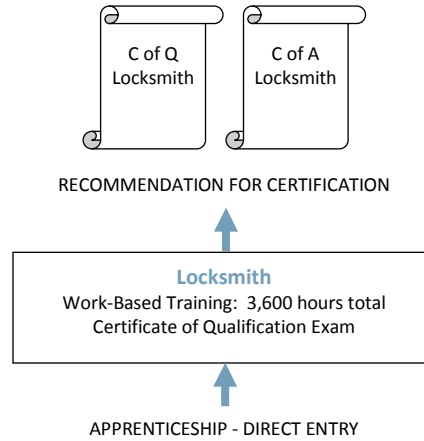 C of Q
Locksmith
C of A
Locksmith
RECOMMENDATION FOR CERTIFICATION
Locksmith
Work-Based Training: 3,600 hours total
Certificate of Qualification Exam
APPRENTICESHIP - DIRECT ENTRY